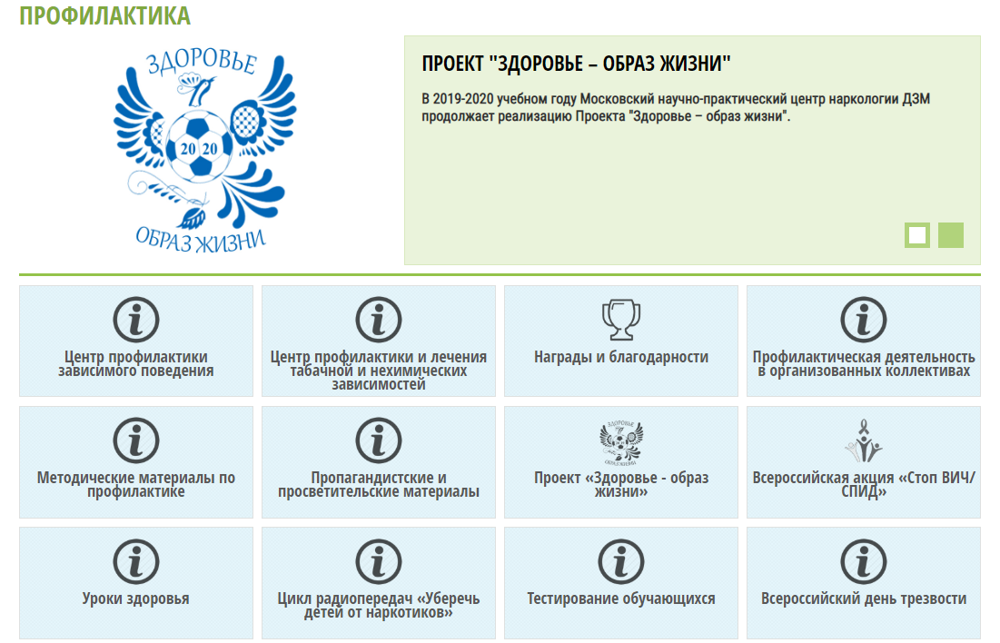 ПРОФИЛАКТИКА
ЗДОРОВЬЕ
2020
ОБРАЗ ЖИЗНИ
ПРОЕКТ "ЗДОРОВЬЕ – ОБРАЗ ЖИЗНИ"
В 2019-2020 учебном году Московский научно-практический центр наркологии ДЗМ
продолжает реализацию Проекта "Здоровье – образ жизни".
Центр профилактики
зависимого поведения
Центр профилактики и лечения
табачной и нехимических
зависимостей
Награды и благодарности
Профилактическая деятельность
в организованных коллективах
Методические материалы по
профилактике
Пропагандистские и
просветительские материалы
ЗДОРОВЬЕ
ОБРАЗ ЖИЗНИ
Проект «Здоровье - образ
жизни»
Всероссийская акция «Стоп ВИЧ/
СПИД»
Уроки здоровья
Цикл радиопередач «Уберечь
детей от наркотиков»
Тестирование обучающихся
Всероссийский день трезвости